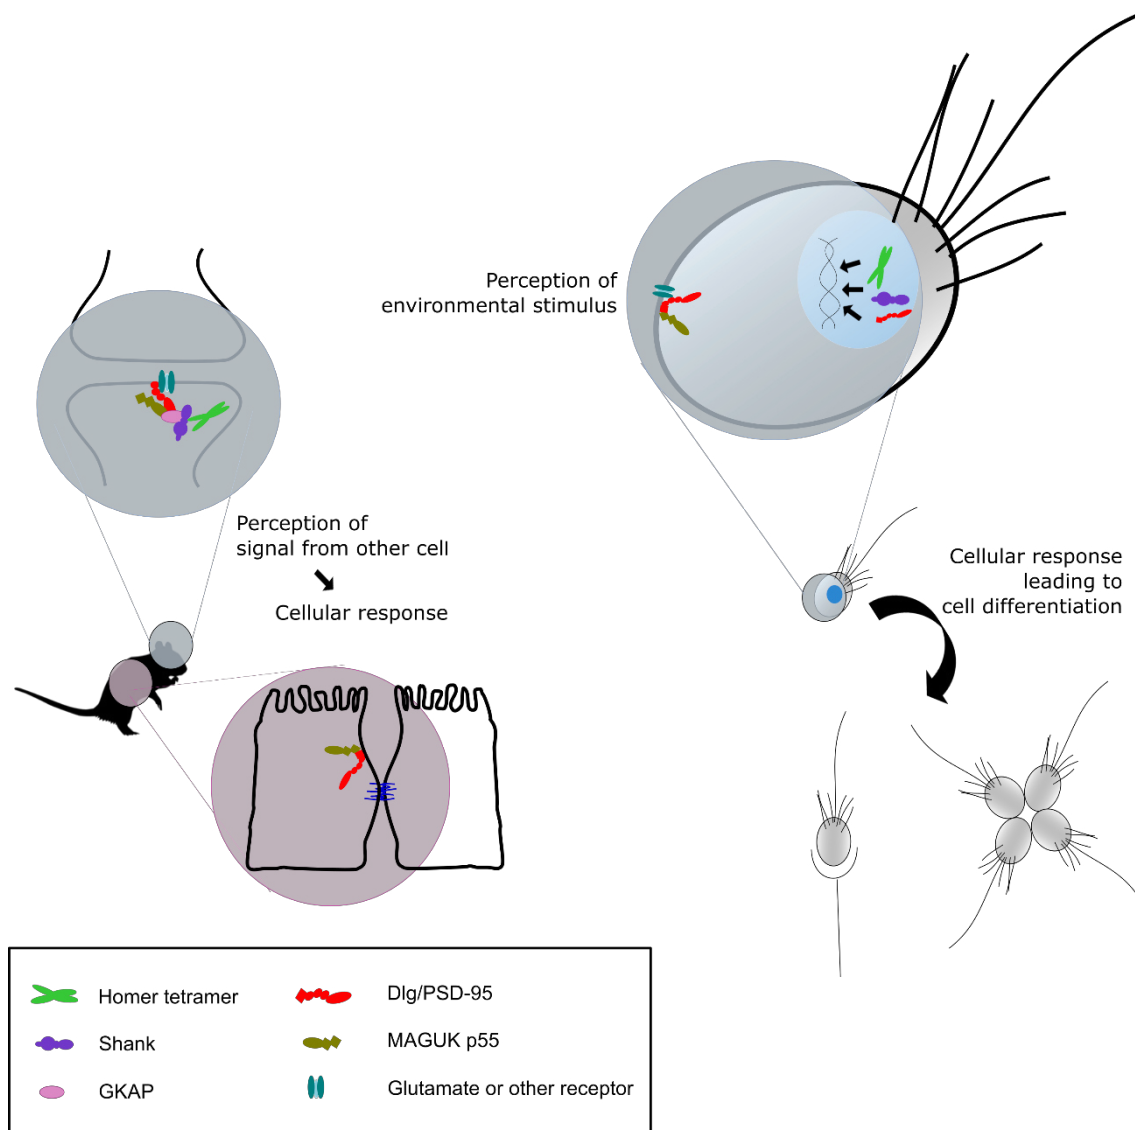 Perception of
environmental stimulus
Perception of
signal from other cell
Cellular response
Cellular response
leading to
cell differentiation
Homer tetramer
Dlg/PSD-95
Shank
MAGUK p55
GKAP
Glutamate or other receptor